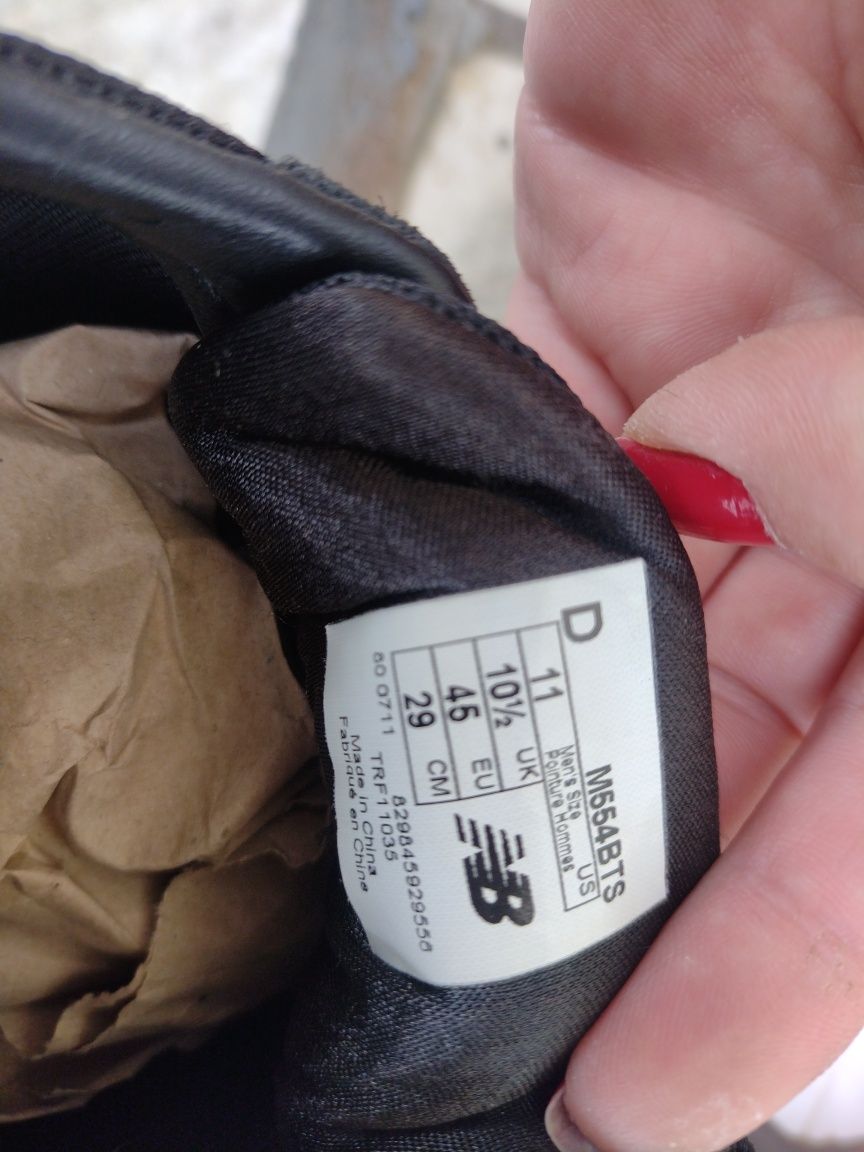 D
M554BTS
Men's Size US
Pointure Hommes
11
10½ UK
45 EU
29 CM
NB
829845929556
60 0711 TRF11035
Made in China
Fabriqué en Chine